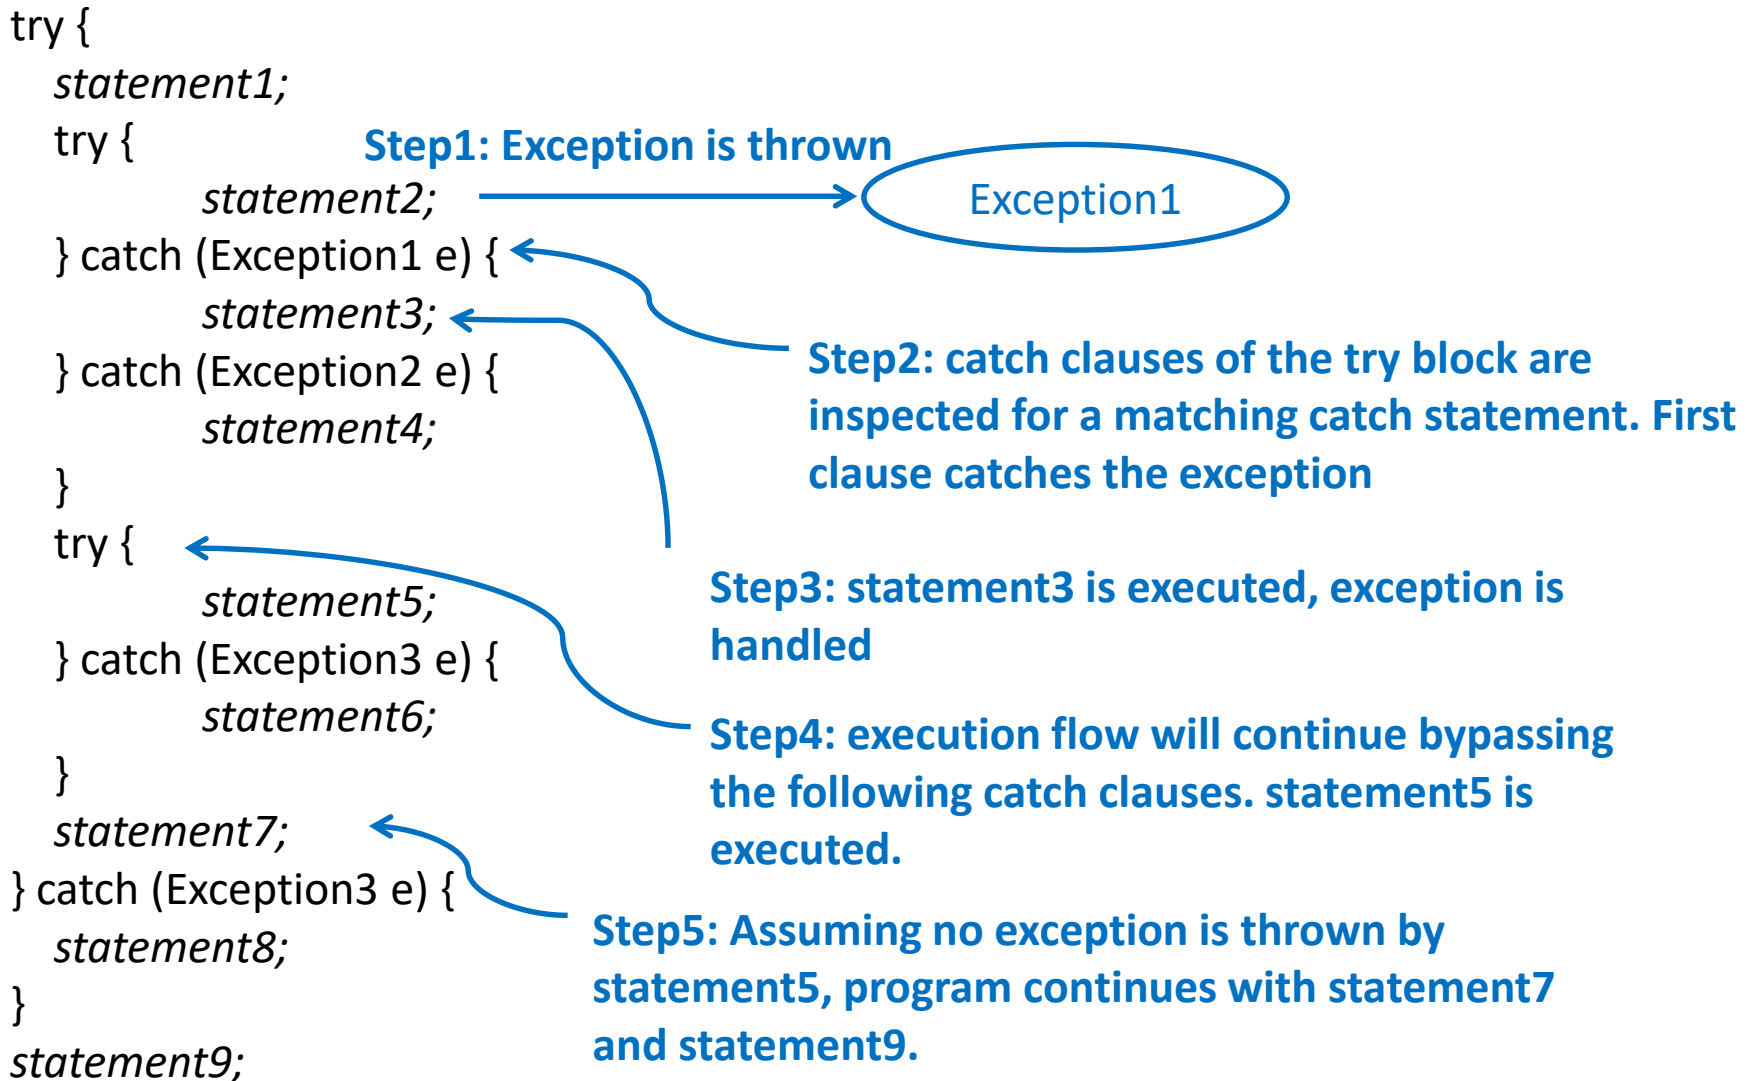 try {
statement1;
try {
Step1: Exception is thrown
statement2;
Exception1
} catch (Exception1 e) {
statement3;
} catch (Exception2 e) {
statement4;
}
Step2: catch clauses of the try block are
inspected for a matching catch statement. First
clause catches the exception
try {
statement5;
} catch (Exception3 e) {
statement6;
}
Step3: statement3 is executed, exception is
handled
Step4: execution flow will continue bypassing
the following catch clauses. statement5 is
executed.
statement7;
} catch (Exception3 e) {
statement8;
}
statement9;
Step5: Assuming no exception is thrown by
statement5, program continues with statement7
and statement9.